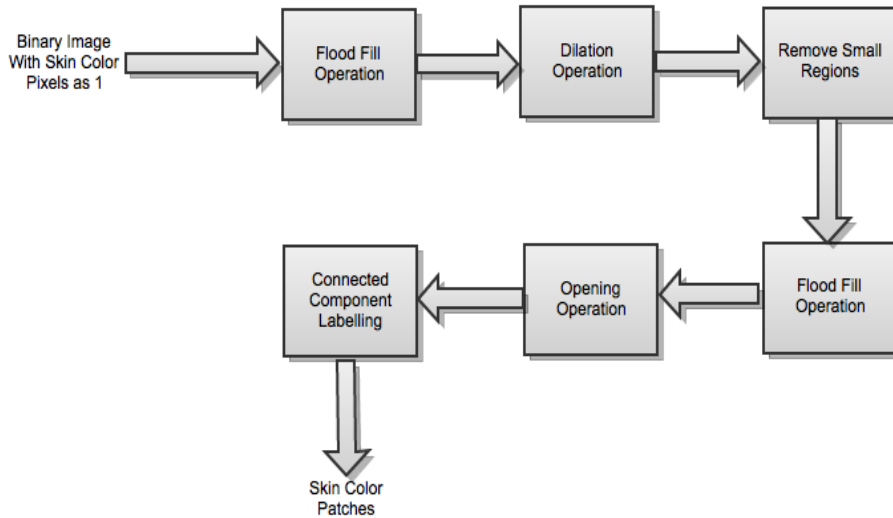 Binary Image
With Skin Color
Pixels as 1
Flood Fill
Operation
Dilation
Operation
Remove Small
Regions
Flood Fill
Operation
Opening
Operation
Connected
Component
Labelling
Skin Color
Patches